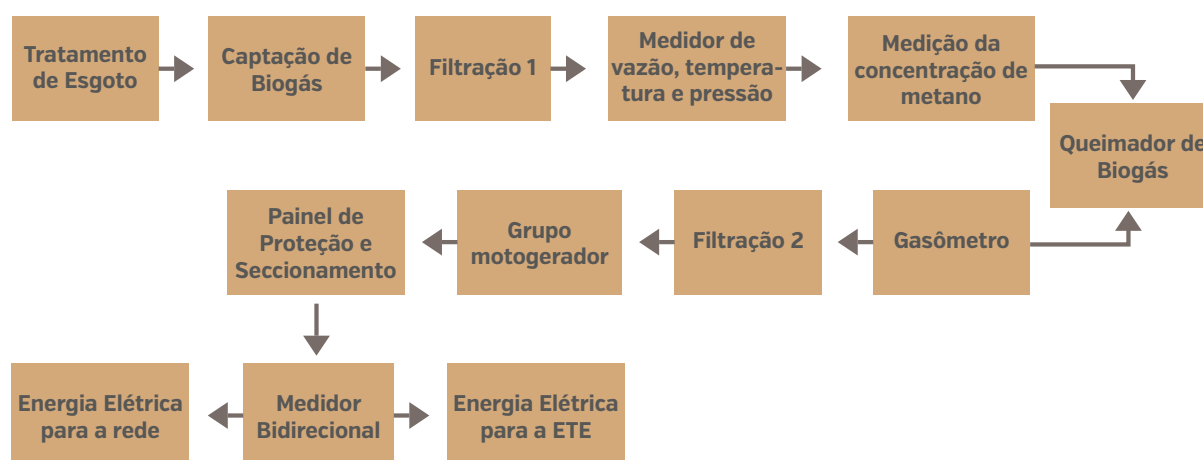 Tratamento
de Esgoto
Captação de
Biogás
Filtração 1
Medidor de
vazão, tempera-
tura e pressão
Medição da
concentração de
metano
Queimador de
Biogás
Painel de
Proteção e
Seccionamento
Grupo
motogerador
Filtração 2
Gasômetro
Energia Elétrica
para a rede
Medidor
Bidirecional
Energia Elétrica
para a ETE